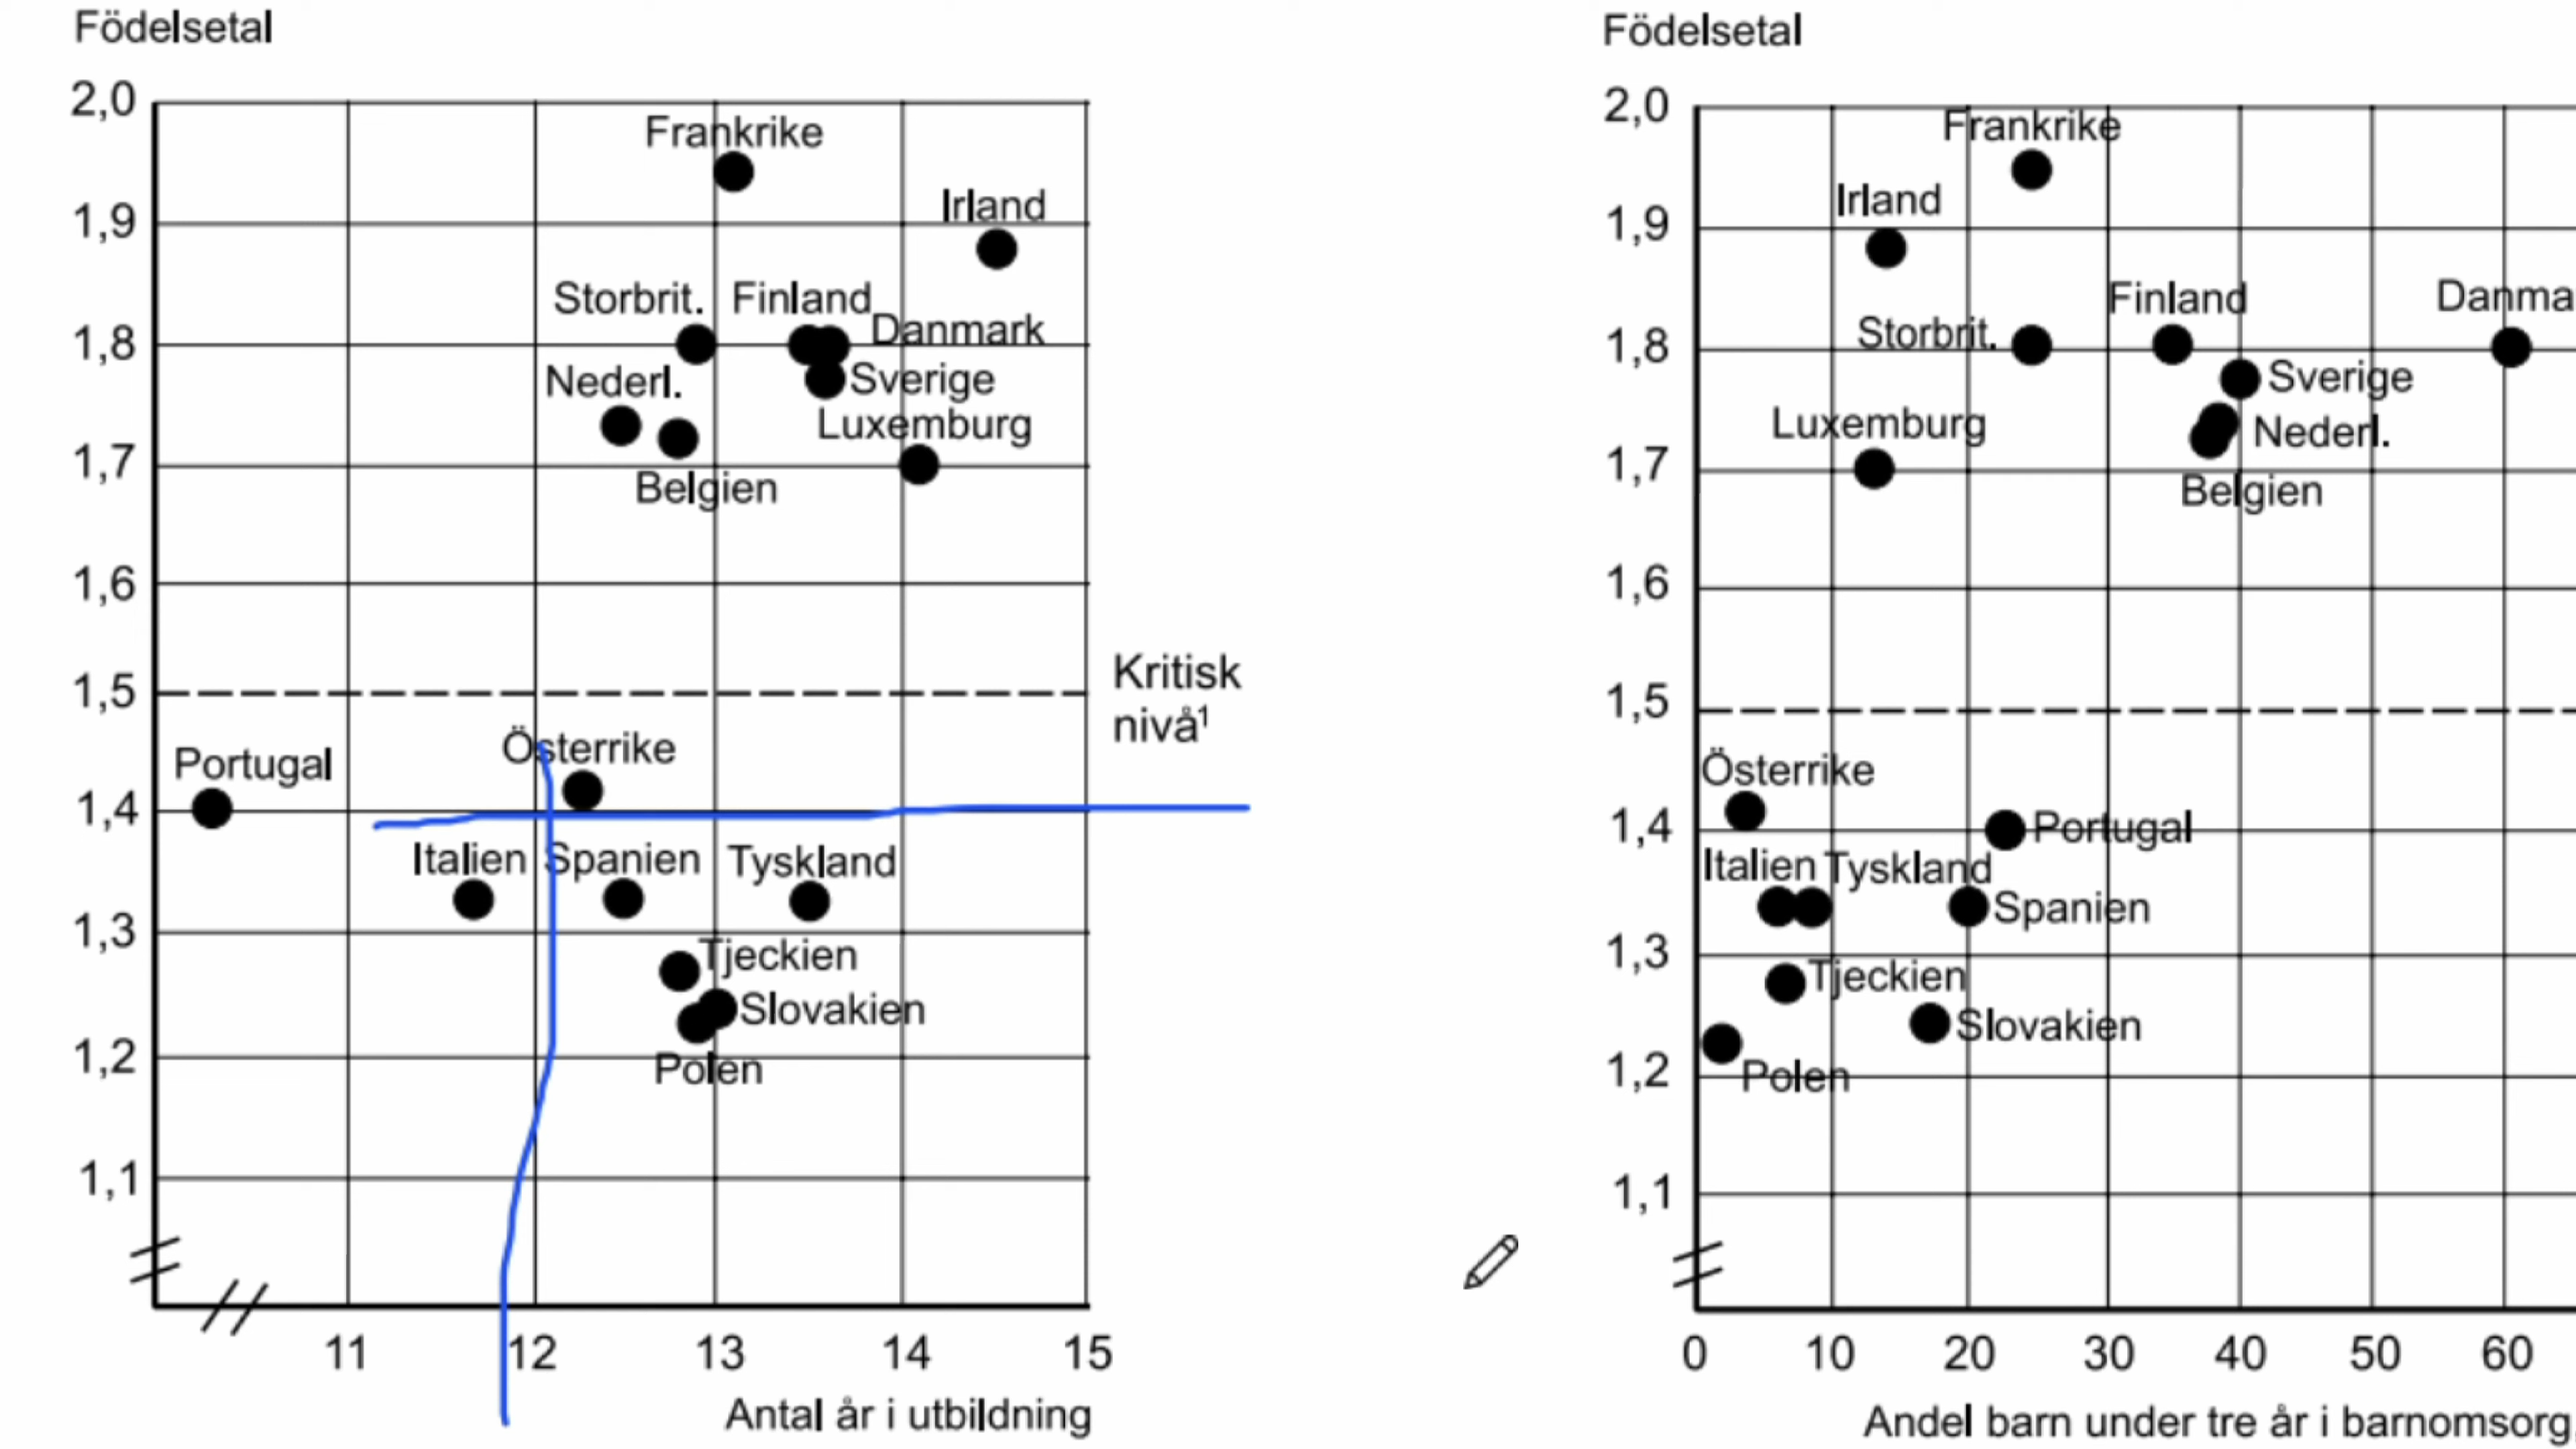 Födelsetal
2,0
1,9
1,8
1,7
1,6
1,5
1,4
1,3
1,2
1,1
Frankrike
Irland
Storbrit.
Finland
Danmark
Nederl.
Sverige
Luxemburg
Belgien
Kritisk
nivå¹
Österrike
Portugal
Italien
Spanien
Tyskland
Tjeckien
Slovakien
Polen
11
12
13
14
15
Antal år i utbildning
Födelsetal
2,0
1,9
1,8
1,7
1,6
1,5
1,4
1,3
1,2
1,1
Frankrike
Irland
Finland
Danma
Storbrit.
Sverige
Luxemburg
Nederl.
Belgien
Österrike
Portugal
Italien
Tyskland
Spanien
Tjeckien
Slovakien
Polen
0
10
20
30
40
50
60
Andel barn under tre år i barnomsorg